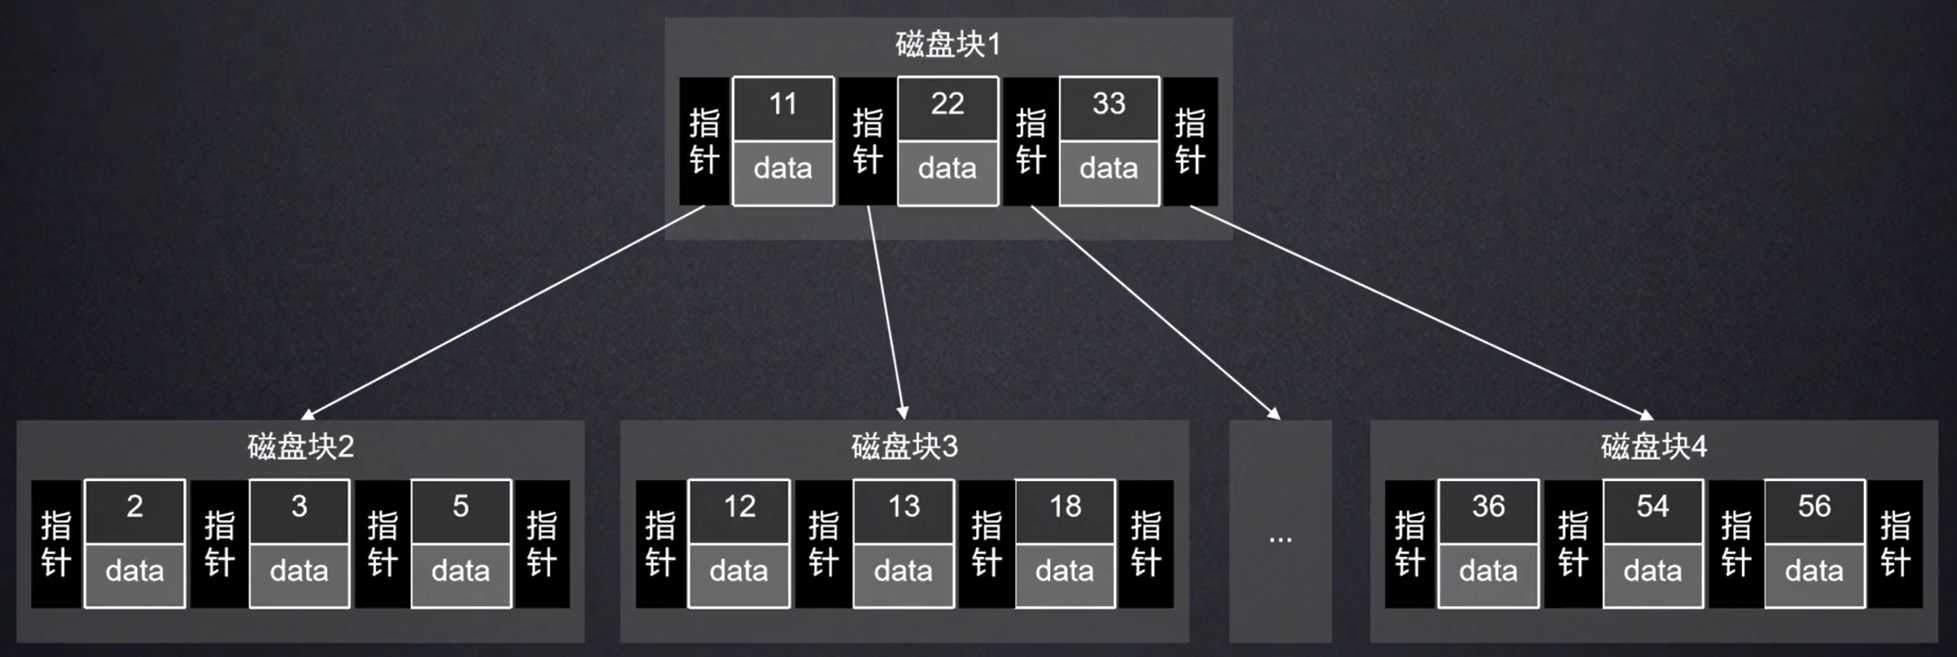 磁盘块1
指针 11 指针 22 指针 33 指针
data data data
磁盘块2 磁盘块3 磁盘块4
指针 2 指针 3 指针 5 指针 指针 12 指针 13 指针 18 指针 ... 指针 36 指针 54 指针 56 指针
data data data data data data data data data